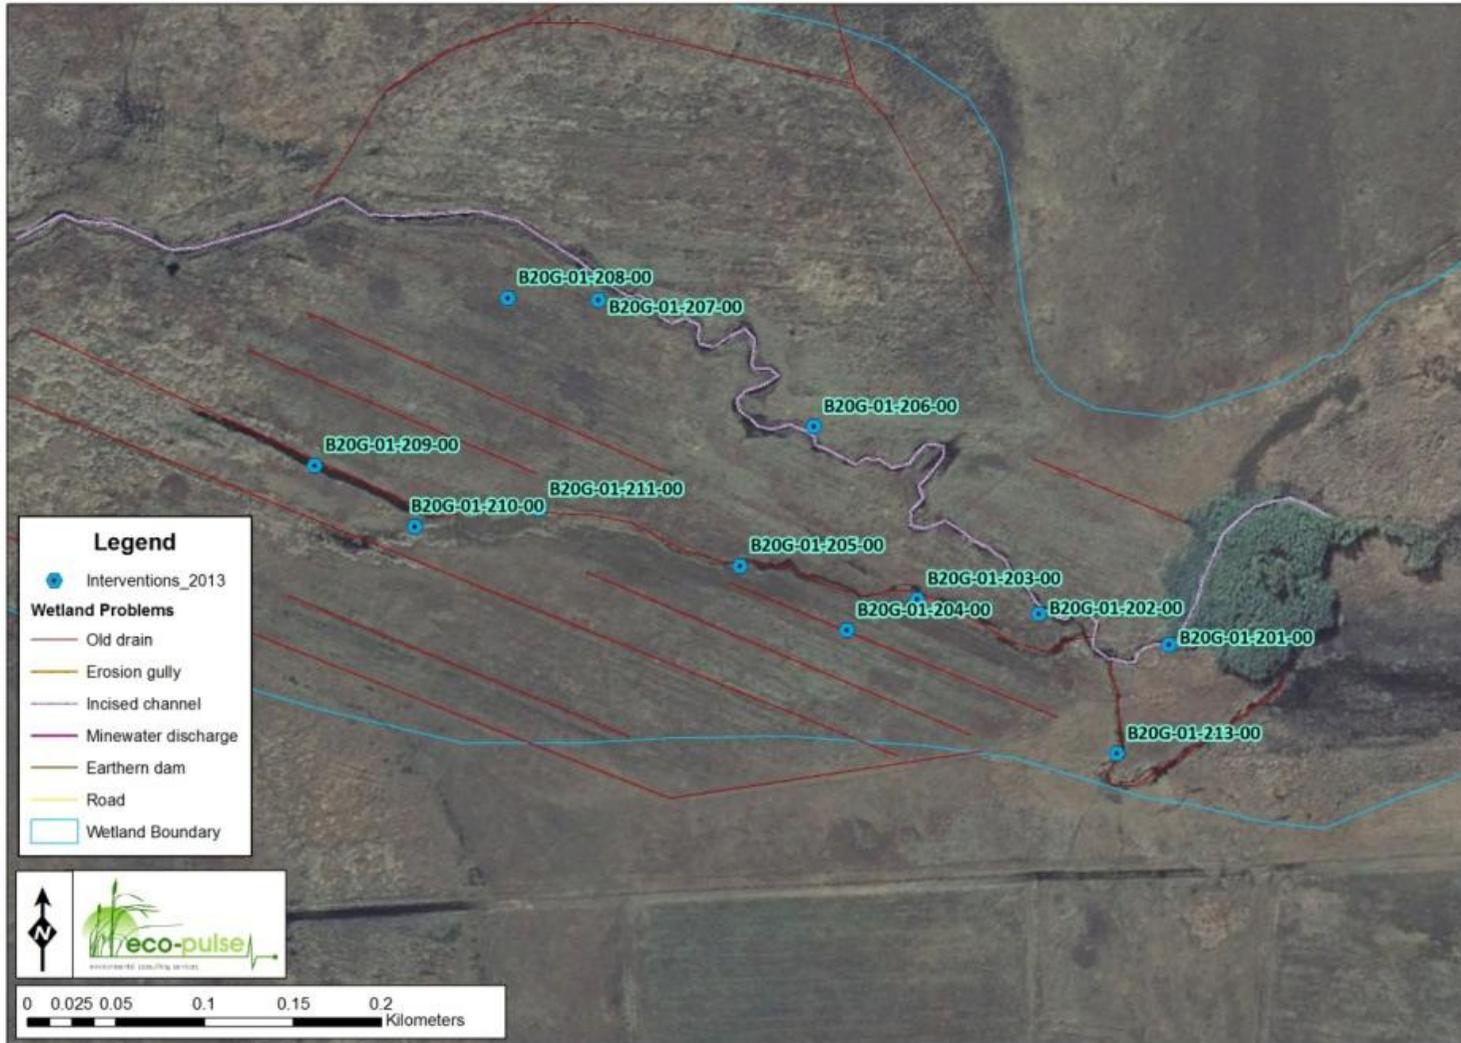 B20G-01-208-00
B20G-01-207-00
B20G-01-206-00
B20G-01-209-00
B20G-01-211-00
B20G-01-210-00
B20G-01-205-00
B20G-01-203-00
B20G-01-204-00
B20G-01-202-00
B20G-01-201-00
B20G-01-213-00
Legend
Interventions_2013
Wetland Problems
Old drain
Erosion gully
Incised channel
Minewater discharge
Earthern dam
Road
Wetland Boundary
N
eco-pulse
environmental consulting services
0 0.025 0.05 0.1 0.15 0.2
Kilometers